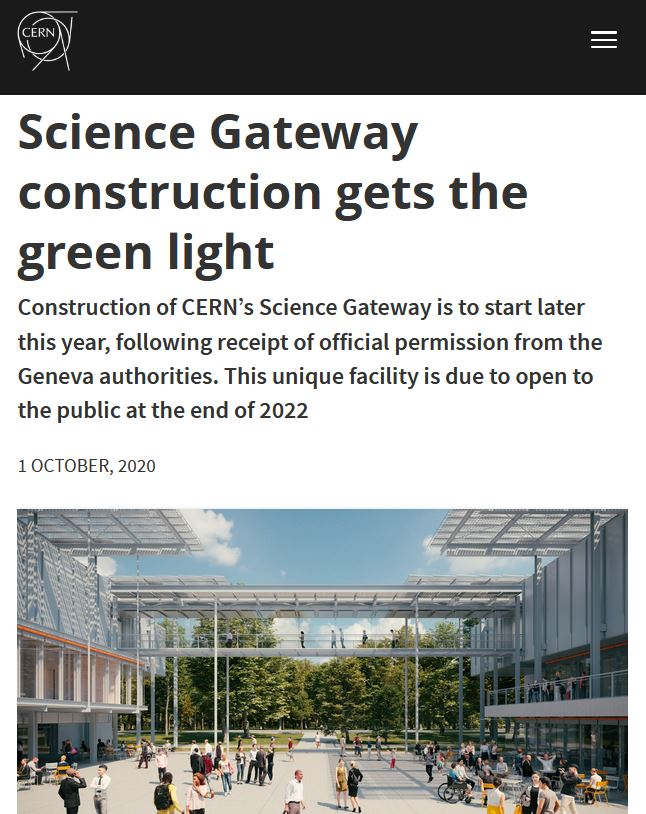 CERN
Science Gateway
construction gets the
green light
Construction of CERN’s Science Gateway is to start later
this year, following receipt of official permission from the
Geneva authorities. This unique facility is due to open to
the public at the end of 2022
1 OCTOBER, 2020